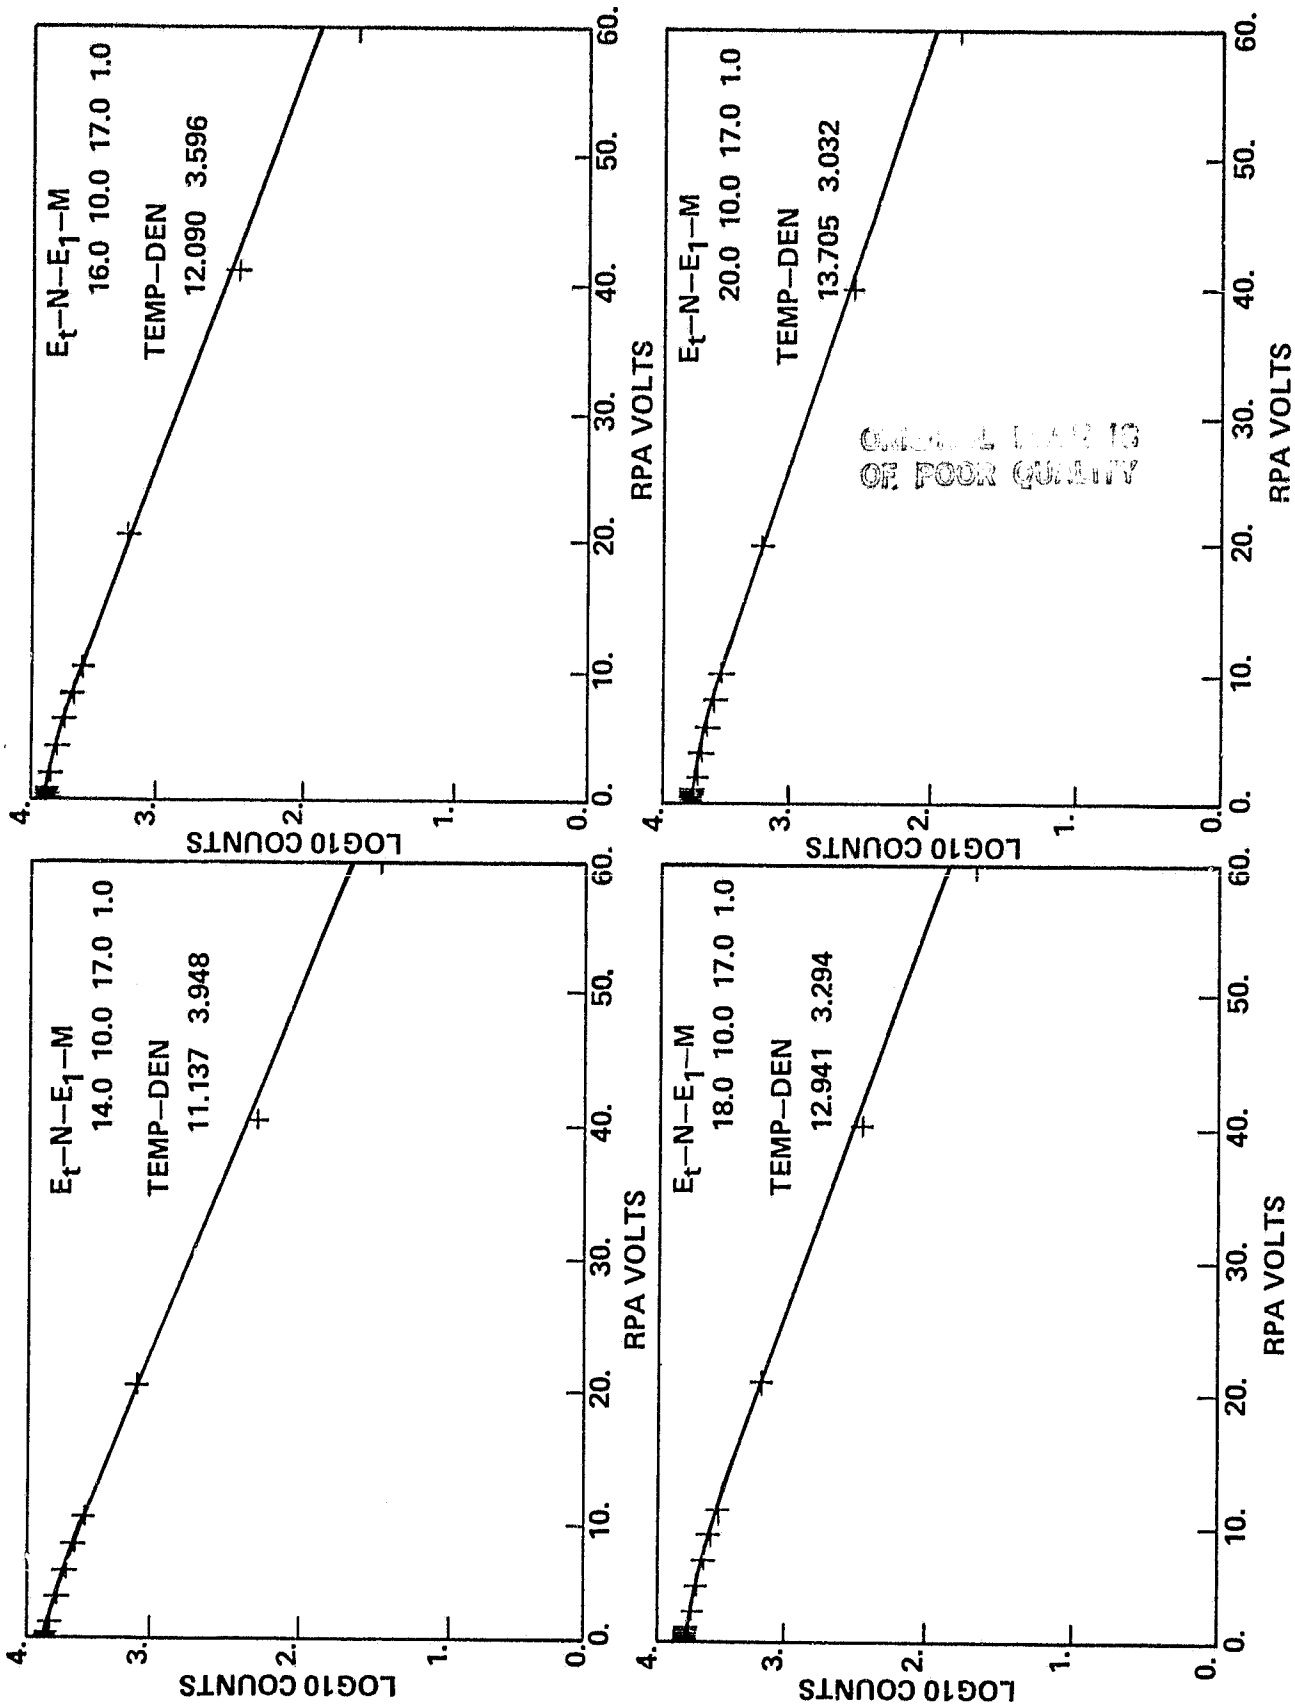 LOG10 COUNTS
4.
3.
2.
1.
0.
E_t–N–E_1–M
14.0 10.0 17.0 1.0
TEMP–DEN
11.137 3.948
0. 10. 20. 30. 40. 50. 60.
RPA VOLTS
LOG10 COUNTS
4.
3.
2.
1.
0.
E_t–N–E_1–M
16.0 10.0 17.0 1.0
TEMP–DEN
12.090 3.596
0. 10. 20. 30. 40. 50. 60.
RPA VOLTS
LOG10 COUNTS
4.
3.
2.
1.
0.
E_t–N–E_1–M
18.0 10.0 17.0 1.0
TEMP–DEN
12.941 3.294
0. 10. 20. 30. 40. 50. 60.
RPA VOLTS
LOG10 COUNTS
4.
3.
2.
1.
0.
E_t–N–E_1–M
20.0 10.0 17.0 1.0
TEMP–DEN
13.705 3.032
OF POOR QUALITY
0. 10. 20. 30. 40. 50. 60.
RPA VOLTS